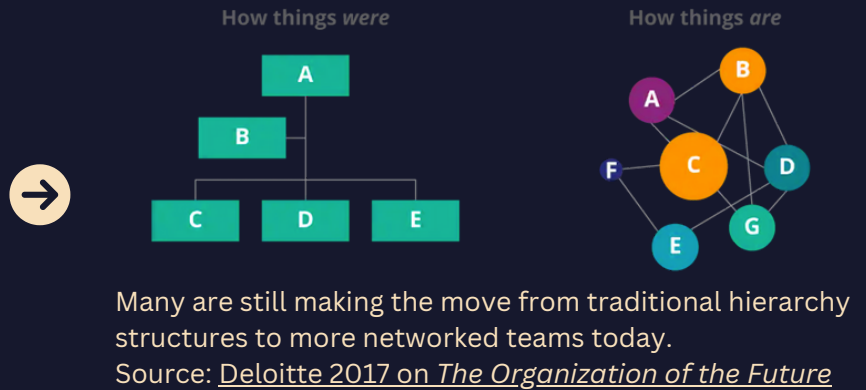 How things were
How things are
A
B
C
D
E
A
B
C
D
E
F
G
Many are still making the move from traditional hierarchy
structures to more networked teams today.
Source: Deloitte 2017 on The Organization of the Future